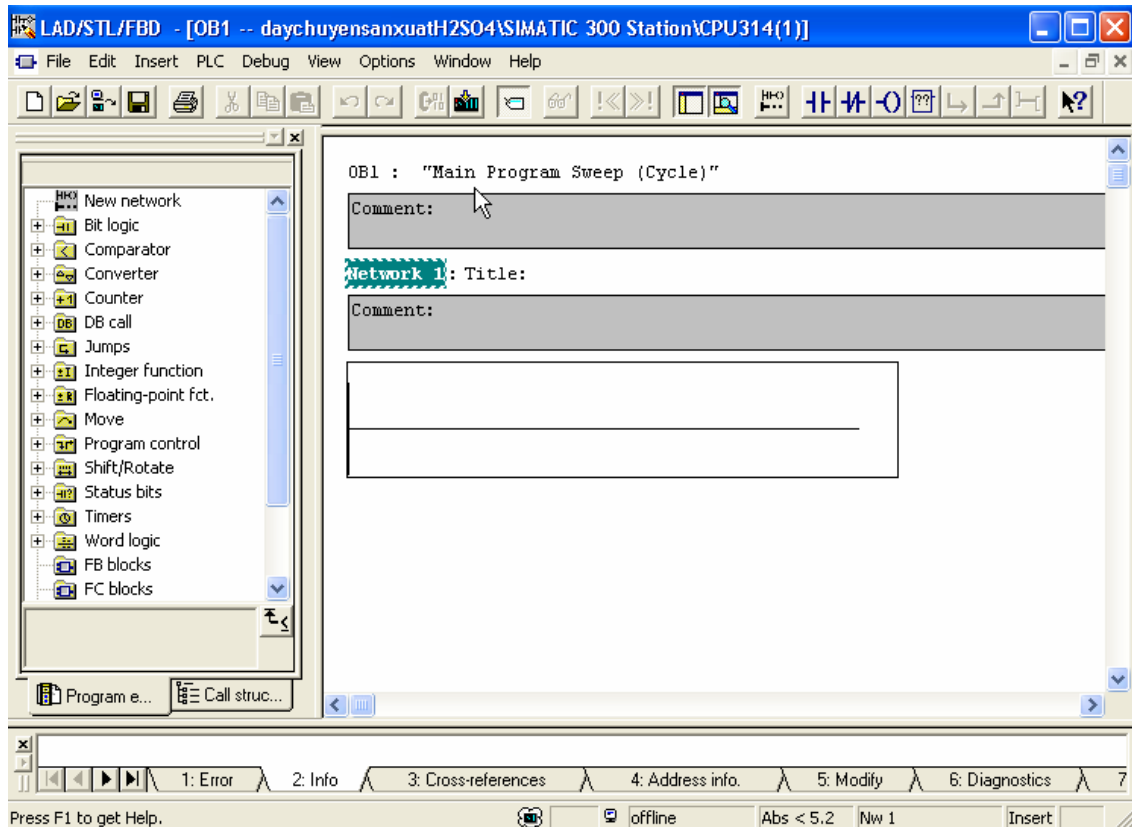 LAD/STL/FBD - [OB1 -- daychuyensanxuatH2SO4\SIMATIC 300 Station\CPU314(1)]
File Edit Insert PLC Debug View Options Window Help
OB1 : "Main Program Sweep (Cycle)"
Comment:
Network 1: Title:
Comment:
New network
Bit logic
Comparator
Converter
Counter
DB call
Jumps
Integer function
Floating-point fct.
Move
Program control
Shift/Rotate
Status bits
Timers
Word logic
FB blocks
FC blocks
Program e... Call struc...
1: Error 2: Info 3: Cross-references 4: Address info. 5: Modify 6: Diagnostics 7
Press F1 to get Help. offline Abs < 5.2 Nw 1 Insert